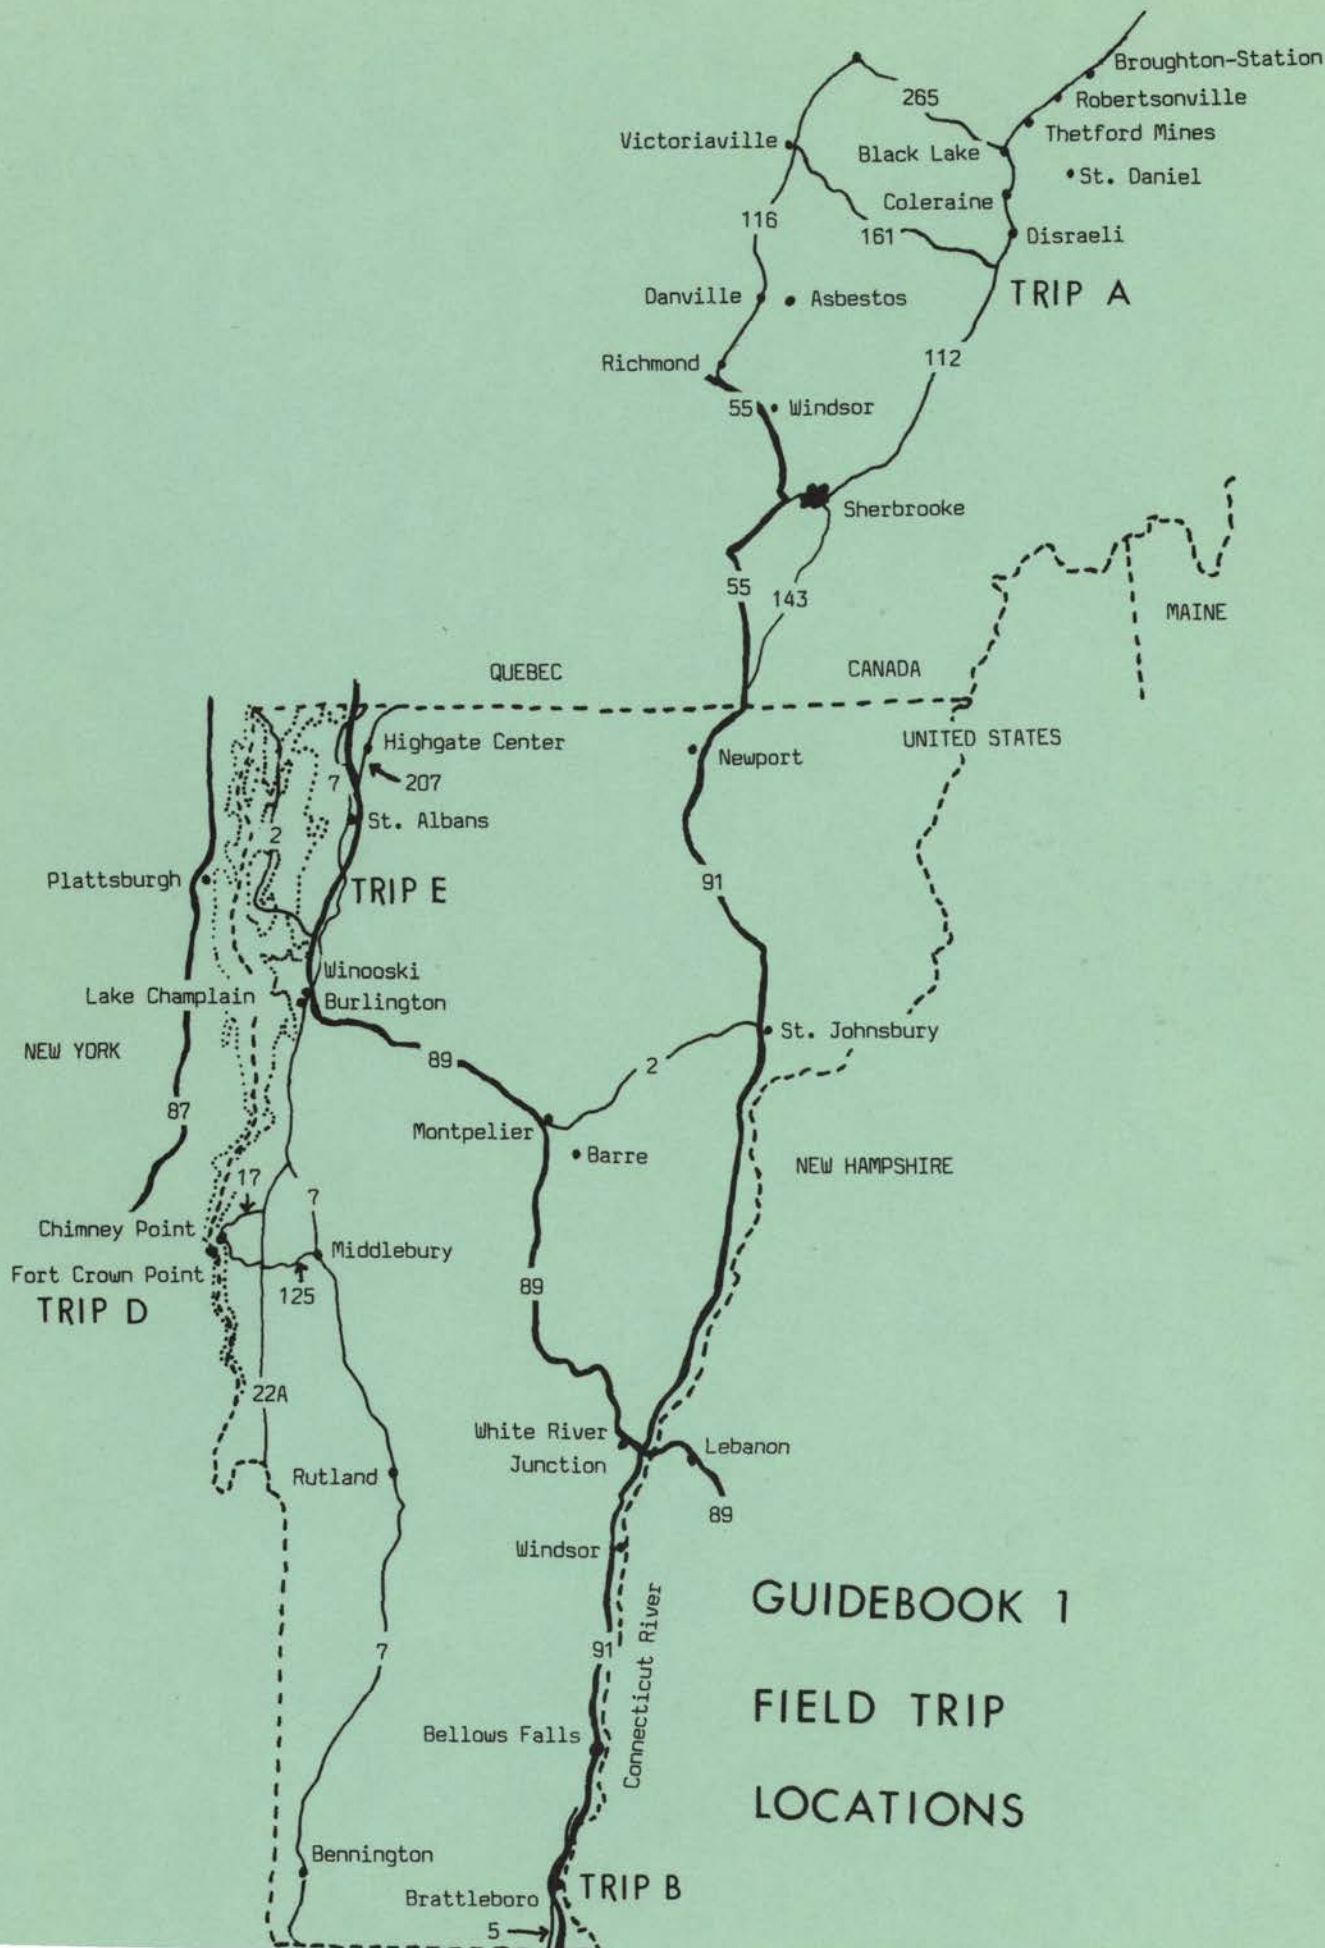 Broughton-Station
265
Robertsonville
Thetford Mines
Victoriaville
Black Lake
St. Daniel
Coleraine
116
161
Disraeli
Danville
Asbestos
TRIP A
Richmond
112
55
Windsor
Sherbrooke
55
143
MAINE
QUEBEC
CANADA
UNITED STATES
Highgate Center
Newport
7
207
St. Albans
2
Plattsburgh
TRIP E
91
Winooski
Lake Champlain
Burlington
St. Johnsbury
NEW YORK
89
2
87
Montpelier
Barre
NEW HAMPSHIRE
17
7
Chimney Point
Middlebury
Fort Crown Point
125
89
TRIP D
22A
White River
Junction
Lebanon
Rutland
89
Windsor
GUIDEBOOK 1
Connecticut River
7
91
FIELD TRIP
Bellows Falls
LOCATIONS
Bennington
Brattleboro
TRIP B
5